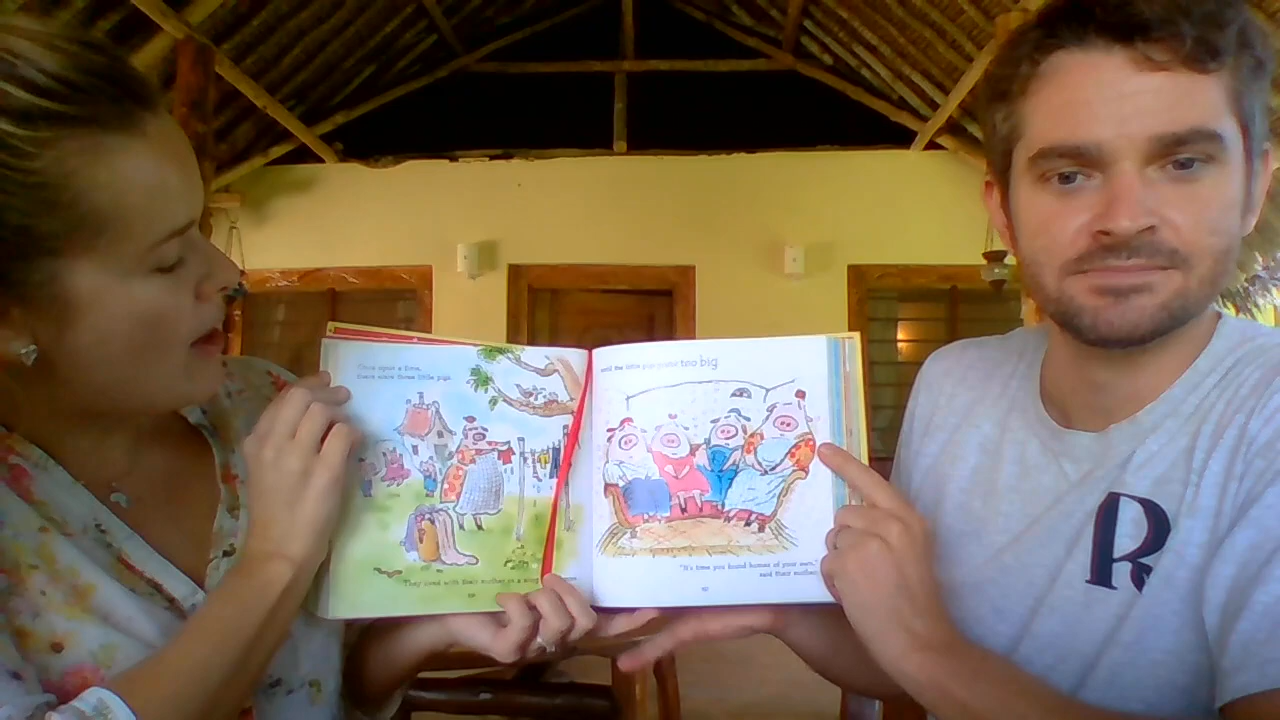 Once upon a time,
there were three little pigs.
They lived with their mother in a
until the little pigs too big.
"It's time you found homes of your own,"
said their mother.
R